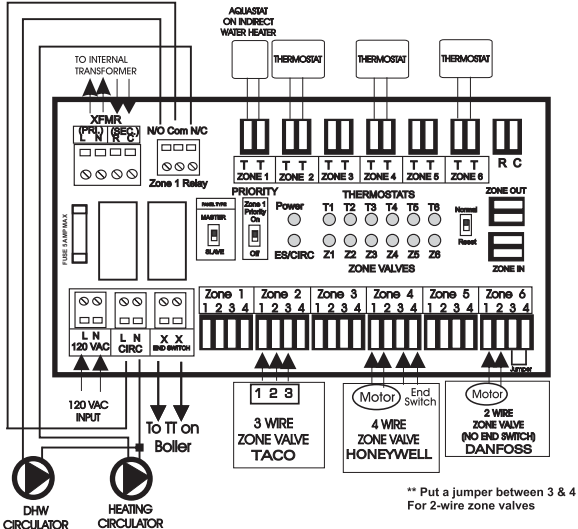 AQUASTAT
ON INDIRECT
WATER HEATER
THERMOSTAT
THERMOSTAT
THERMOSTAT
TO INTERNAL
TRANSFORMER
XFMR
(PRI.) (SEC.)
L N R C
N/O Com N/C
Zone 1 Relay
T T
ZONE 1
T T
ZONE 2
T T
ZONE 3
T T
ZONE 4
T T
ZONE 5
T T
ZONE 6
R C
PRIORITY
PANEL TYPE
MASTER
SLAVE
Zone 1
Priority
On
Off
THERMOSTATS
Power T1 T2 T3 T4 T5 T6
ES/CIRC Z1 Z2 Z3 Z4 Z5 Z6
ZONE VALVES
Normal
Reset
ZONE OUT
ZONE IN
FUSE 5AMP MAX
L N
120 VAC
L N
CIRC
X X
END SWITCH
Zone 1
1 2 3 4
Zone 2
1 2 3 4
Zone 3
1 2 3 4
Zone 4
1 2 3 4
Zone 5
1 2 3 4
Zone 6
1 2 3 4
Jumper
120 VAC
INPUT
To TT on
Boiler
1 2 3
3 WIRE
ZONE VALVE
TACO
Motor
End
Switch
4 WIRE
ZONE VALVE
HONEYWELL
Motor
2 WIRE
ZONE VALVE
(NO END SWITCH)
DANFOSS
DHW
CIRCULATOR
HEATING
CIRCULATOR
** Put a jumper between 3 & 4
For 2-wire zone valves